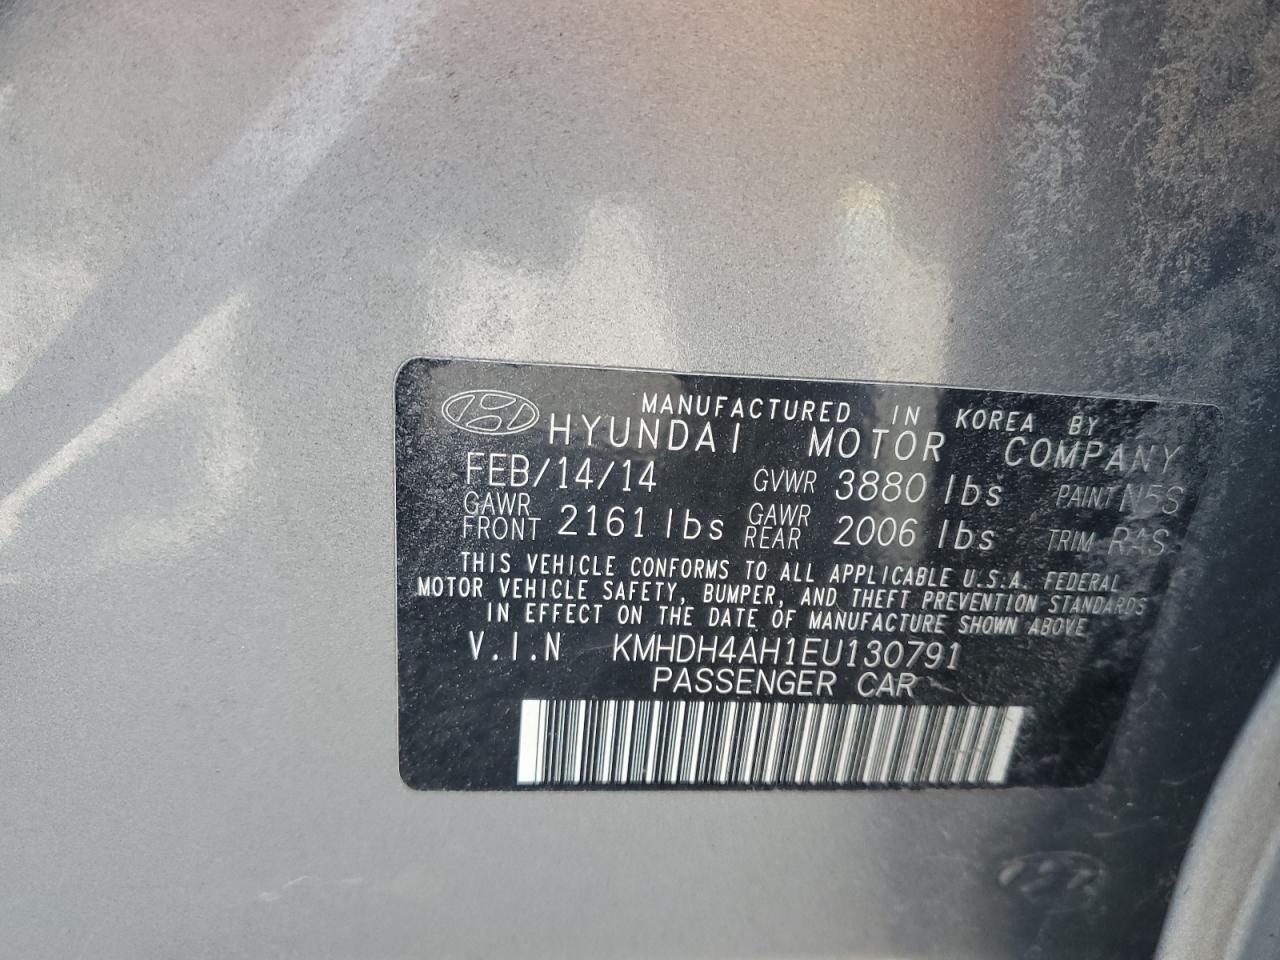 MANUFACTURED IN KOREA BY
HYUNDAI MOTOR COMPANY
FEB/14/14 GVWR 3880 lbs PAINT N5S
GAWR FRONT 2161 lbs GAWR REAR 2006 lbs TRIM RAS
THIS VEHICLE CONFORMS TO ALL APPLICABLE U.S.A. FEDERAL
MOTOR VEHICLE SAFETY, BUMPER, AND THEFT PREVENTION STANDARDS
IN EFFECT ON THE DATE OF MANUFACTURE SHOWN ABOVE
V.I.N KMHDH4AH1EU130791
PASSENGER CAR